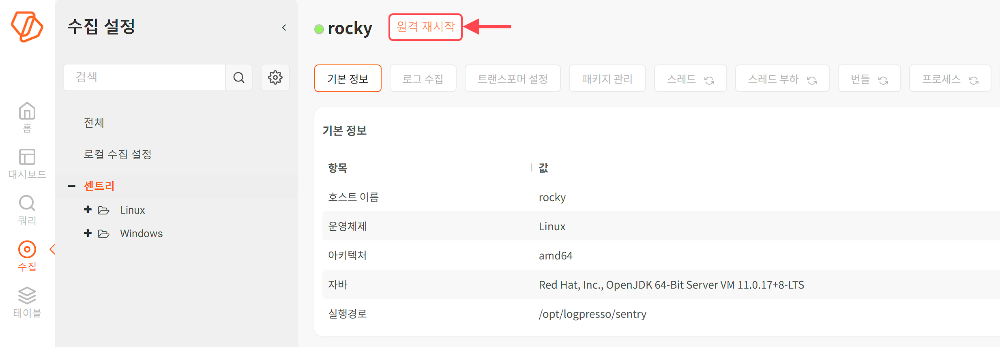 수집 설정
검색
전체
로컬 수집 설정
센트리
Linux
Windows
홈
대시보드
쿼리
수집
테이블
rocky 원격 재시작
기본 정보 로그 수집 트랜스포머 설정 패키지 관리 스레드 스레드 부하 번들 프로세스
기본 정보
항목 값
호스트 이름 rocky
운영체제 Linux
아키텍처 amd64
자바 Red Hat, Inc., OpenJDK 64-Bit Server VM 11.0.17+8-LTS
실행경로 /opt/logpresso/sentry